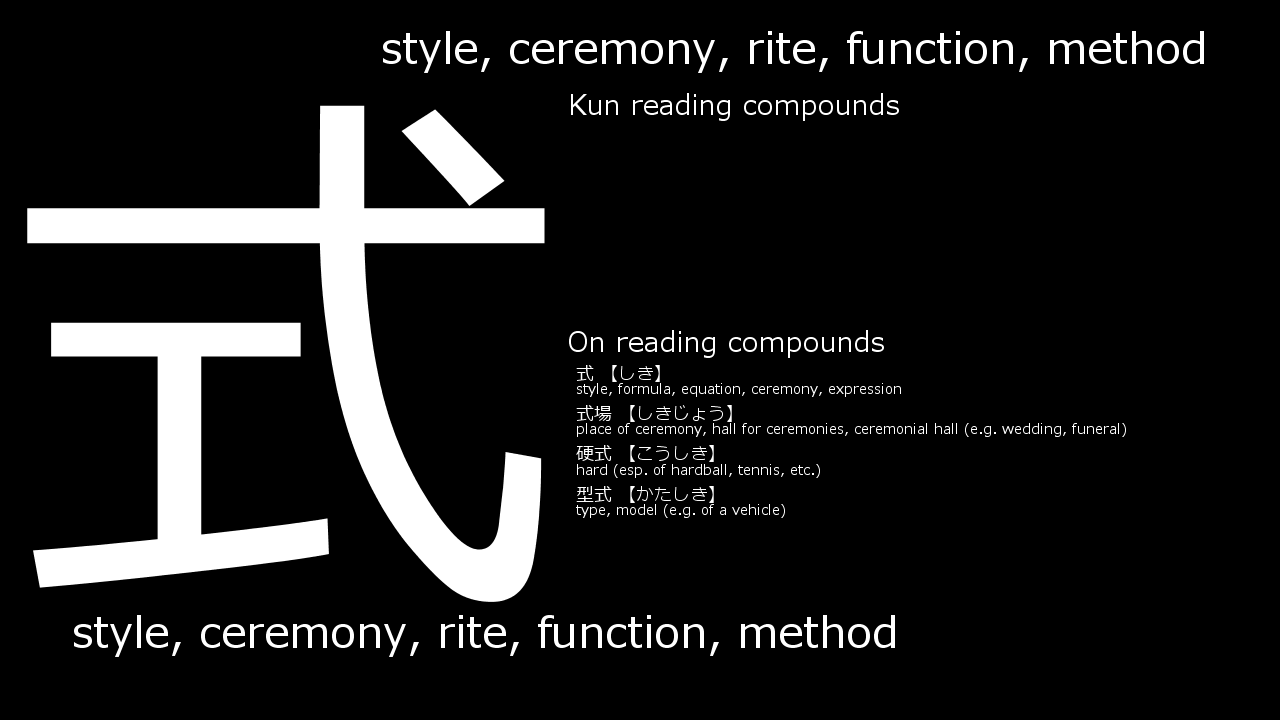 style, ceremony, rite, function, method
式
Kun reading compounds
On reading compounds
式 【しき】
style, formula, equation, ceremony, expression
式場 【しきじょう】
place of ceremony, hall for ceremonies, ceremonial hall (e.g. wedding, funeral)
硬式 【こうしき】
hard (esp. of hardball, tennis, etc.)
型式 【かたしき】
type, model (e.g. of a vehicle)
style, ceremony, rite, function, method